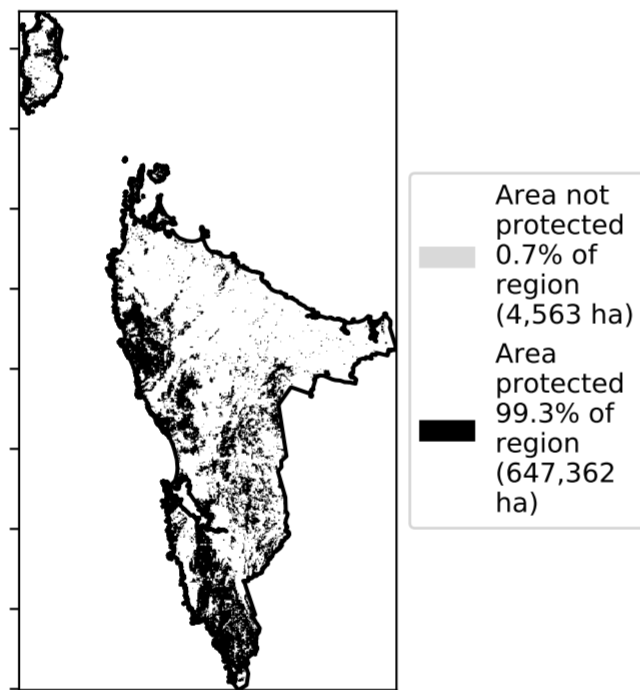 Area not
protected
0.7% of
region
(4,563 ha)
Area
protected
99.3% of
region
(647,362
ha)